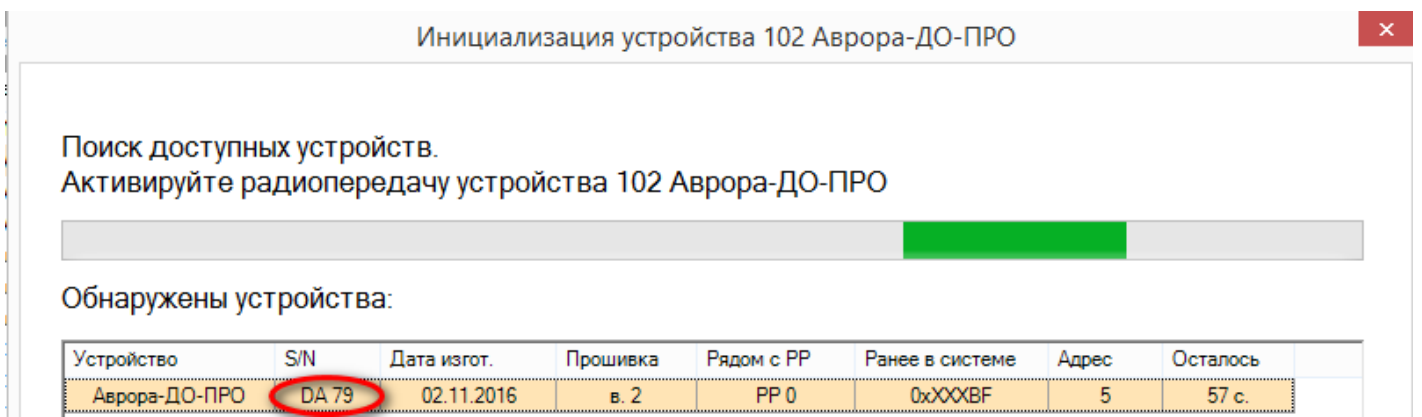 Инициализация устройства 102 Аврора-ДО-ПРО
×
Поиск доступных устройств.
Активируйте радиопередачу устройства 102 Аврора-ДО-ПРО
Обнаружены устройства:
Устройство S/N Дата изгот. Прошивка Рядом с РР Ранее в системе Адрес Осталось
Аврора-ДО-ПРО DA 79 02.11.2016 в. 2 РР 0 0xXXXBF 5 57 с.